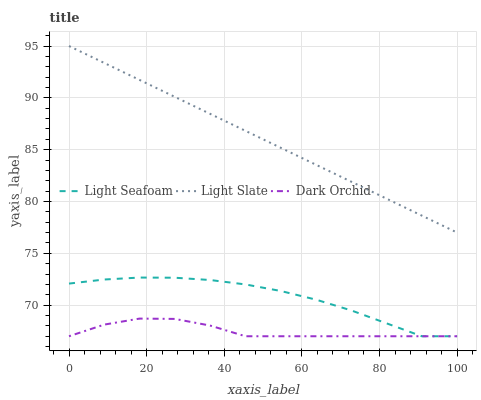 title
95
90
85
80
75
70
0
20
40
60
80
100
yaxis_label
xaxis_label
Light Seafoam
Light Slate
Dark Orchid